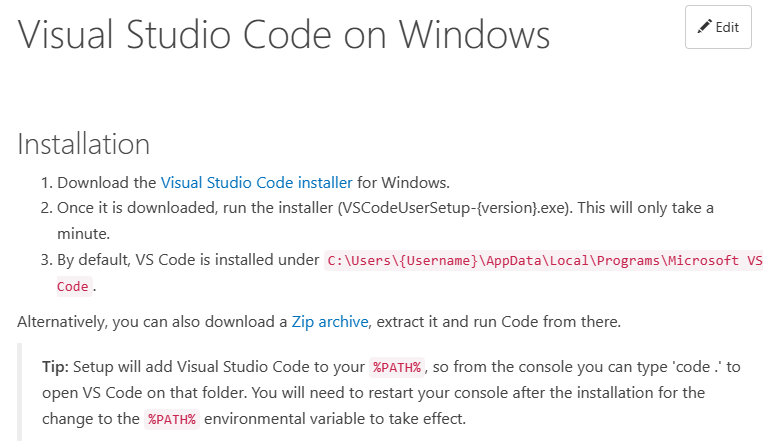 Visual Studio Code on Windows
Edit
Installation
1. Download the Visual Studio Code installer for Windows.
2. Once it is downloaded, run the installer (VSCodeUserSetup-{version}.exe). This will only take a
minute.
3. By default, VS Code is installed under C:\Users\{Username}\AppData\Local\Programs\Microsoft VS
Code.
Alternatively, you can also download a Zip archive, extract it and run Code from there.
Tip: Setup will add Visual Studio Code to your %PATH%, so from the console you can type 'code .' to
open VS Code on that folder. You will need to restart your console after the installation for the
change to the %PATH% environmental variable to take effect.